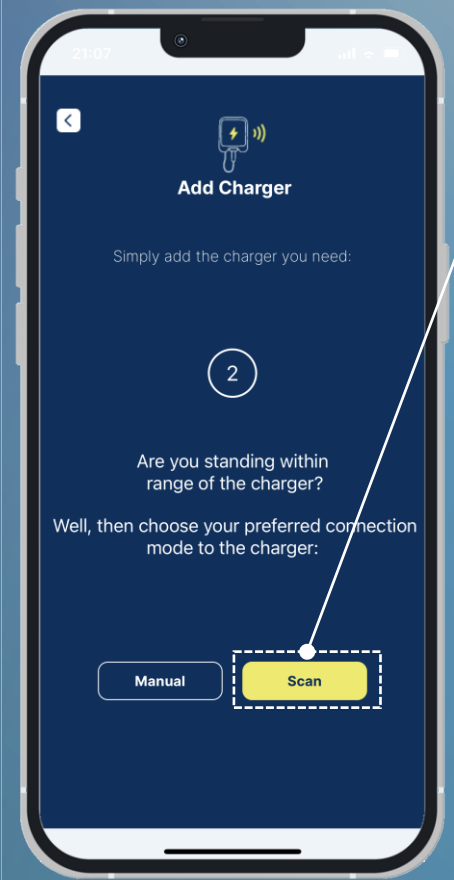 21:07
Add Charger
Simply add the charger you need:
2
Are you standing within
range of the charger?
Well, then choose your preferred connection
mode to the charger:
Manual
Scan